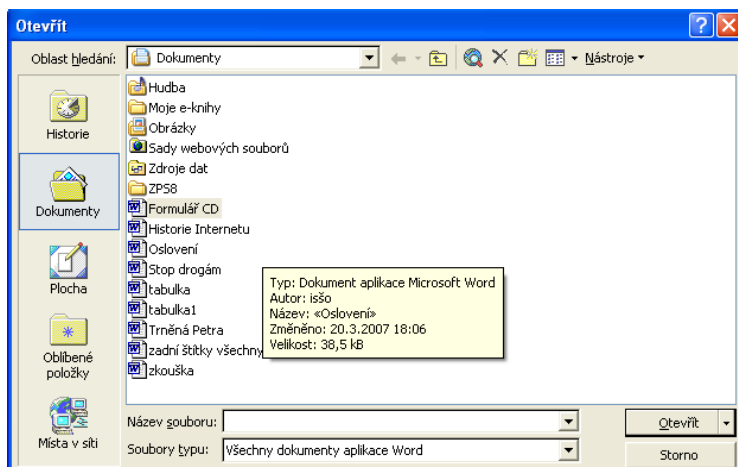 Otevřít
Oblast hledání: Dokumenty Nástroje
Historie
Dokumenty
Plocha
Oblíbené
položky
Místa v síti
Hudba
Moje e-knihy
Obrázky
Sady webových souborů
Zdroje dat
ZPS8
Formulář CD
Historie Internetu
Oslovení
Stop drogám
tabulka
tabulka1
Trněná Petra
zadní štítky všechny
zkouška
Typ: Dokument aplikace Microsoft Word
Autor: isšo
Název: «Oslovení»
Změněno: 20.3.2007 18:06
Velikost: 38,5 kB
Název souboru: Otevřít
Soubory typu: Všechny dokumenty aplikace Word Storno